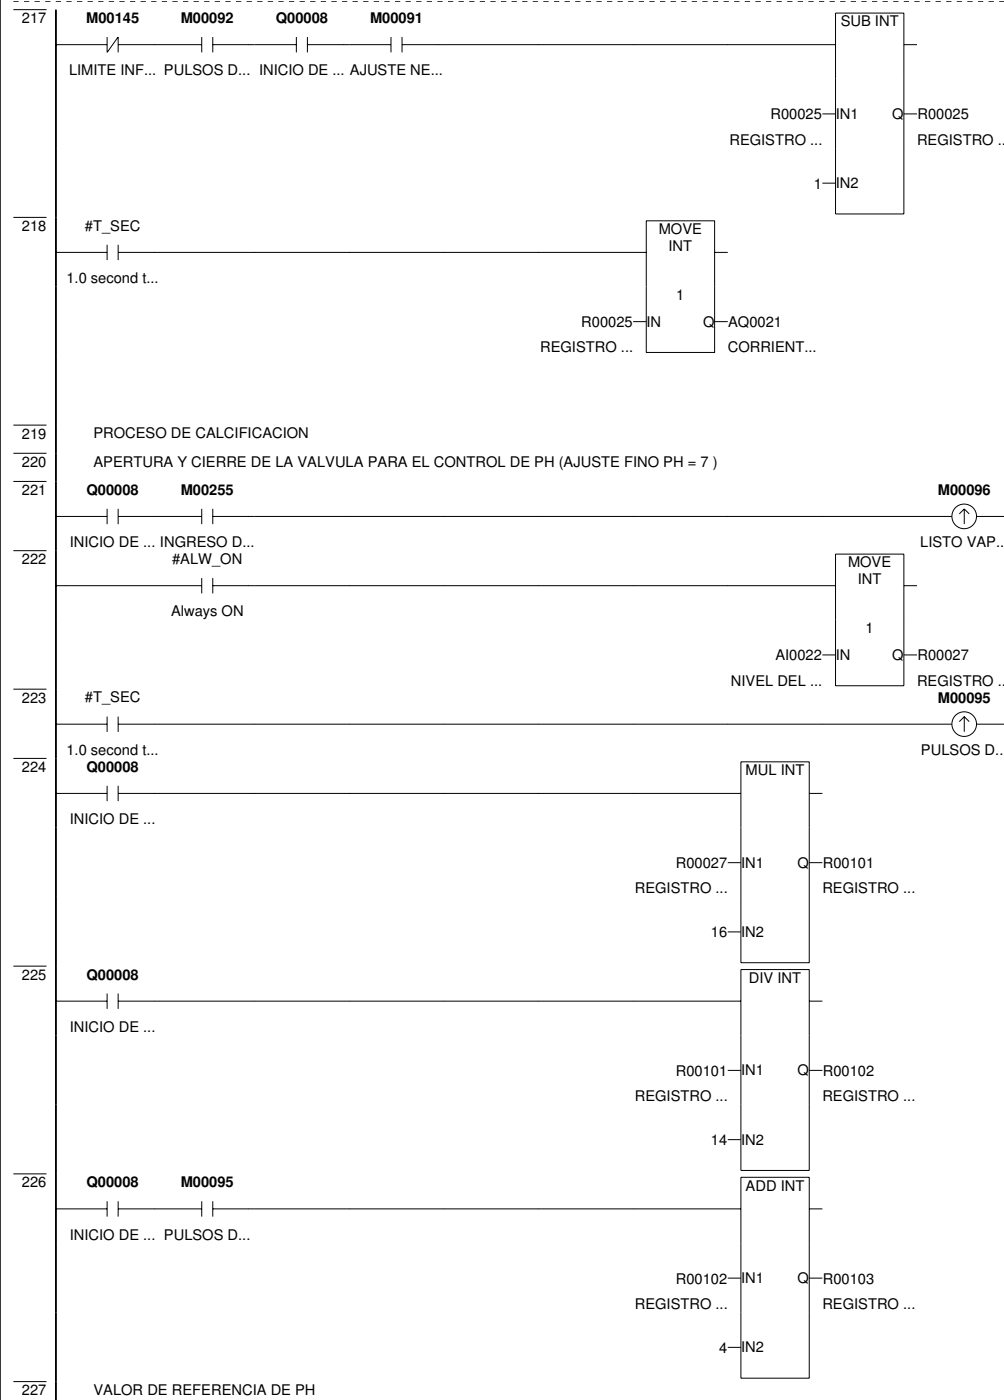 217 M00145 M00092 Q00008 M00091 SUB INT
LIMITE INF... PULSOS D... INICIO DE ... AJUSTE NE...
R00025 IN1 Q R00025
REGISTRO ... REGISTRO ..
1 IN2
218 #T_SEC MOVE
INT
1.0 second t...
1
R00025 IN Q AQ0021
REGISTRO ... CORRIENT...
219 PROCESO DE CALCIFICACION
220 APERTURA Y CIERRE DE LA VALVULA PARA EL CONTROL DE PH (AJUSTE FINO PH = 7 )
221 Q00008 M00255 M00096
INICIO DE ... INGRESO D... LISTO VAP..
222 #ALW_ON MOVE
INT
Always ON
1
AI0022 IN Q R00027
NIVEL DEL ... REGISTRO ..
223 #T_SEC M00095
1.0 second t... PULSOS D..
224 Q00008 MUL INT
INICIO DE ...
R00027 IN1 Q R00101
REGISTRO ... REGISTRO ...
16 IN2
225 Q00008 DIV INT
INICIO DE ...
R00101 IN1 Q R00102
REGISTRO ... REGISTRO ...
14 IN2
226 Q00008 M00095 ADD INT
INICIO DE ... PULSOS D...
R00102 IN1 Q R00103
REGISTRO ... REGISTRO ...
4 IN2
227 VALOR DE REFERENCIA DE PH